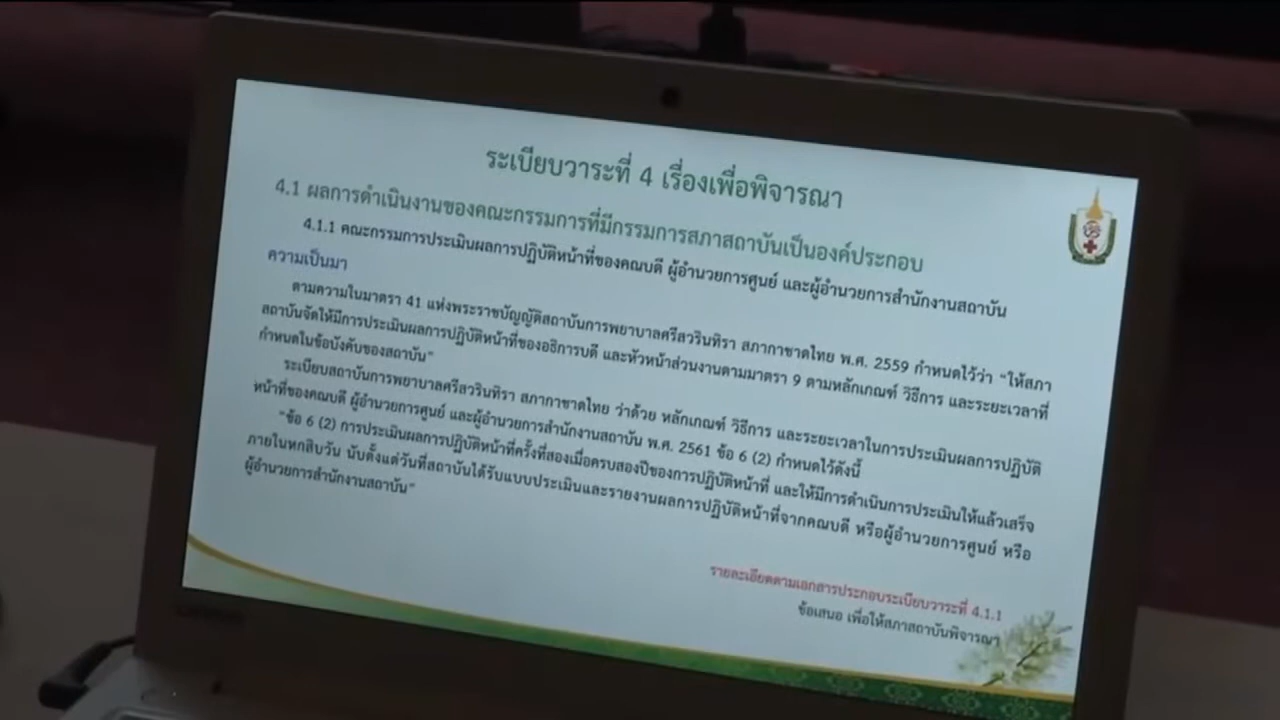 ระเบียบวาระที่ 4 เรื่องเพื่อพิจารณา
4.1 ผลการดำเนินงานของคณะกรรมการที่มีกรรมการสภาสถาบันเป็นองค์ประกอบ
4.1.1 คณะกรรมการประเมินผลการปฏิบัติหน้าที่ของคณบดี ผู้อำนวยการศูนย์ และผู้อำนวยการสำนักงานสถาบัน
ความเป็นมา
ตามความในมาตรา 41 แห่งพระราชบัญญัติสถาบันการพยาบาลศรีสวรินทิรา สภากาชาดไทย พ.ศ. 2559 กำหนดไว้ว่า "ให้สภา
สถาบันจัดให้มีการประเมินผลการปฏิบัติหน้าที่ของอธิการบดี และหัวหน้าส่วนงานตามมาตรา 9 ตามหลักเกณฑ์ วิธีการ และระยะเวลาที่
กำหนดในข้อบังคับของสถาบัน"
ระเบียบสถาบันการพยาบาลศรีสวรินทิรา สภากาชาดไทย ว่าด้วย หลักเกณฑ์ วิธีการ และระยะเวลาในการประเมินผลการปฏิบัติ
หน้าที่ของคณบดี ผู้อำนวยการศูนย์ และผู้อำนวยการสำนักงานสถาบัน พ.ศ. 2561 ข้อ 6 (2) กำหนดไว้ดังนี้
"ข้อ 6 (2) การประเมินผลการปฏิบัติหน้าที่ครั้งที่สองเมื่อครบสองปีของการปฏิบัติหน้าที่ และให้มีการดำเนินการประเมินให้แล้วเสร็จ
ภายในหกสิบวัน นับตั้งแต่วันที่สถาบันได้รับแบบประเมินและรายงานผลการปฏิบัติหน้าที่จากคณบดี หรือผู้อำนวยการศูนย์ หรือ
ผู้อำนวยการสำนักงานสถาบัน"
รายละเอียดตามเอกสารประกอบระเบียบวาระที่ 4.1.1
ข้อเสนอ เพื่อให้สภาสถาบันพิจารณา